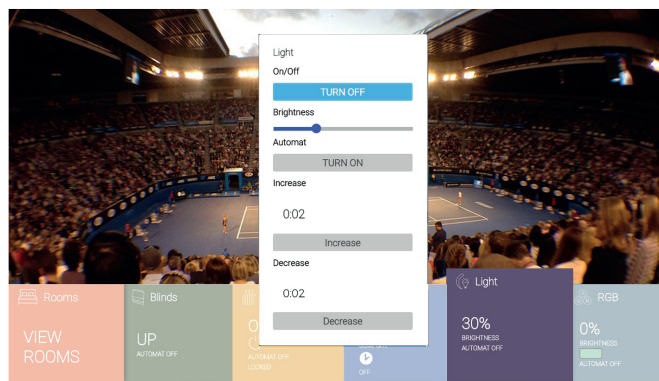 Light
On/Off
TURN OFF
Brightness
Automat
TURN ON
Increase
0:02
Increase
Decrease
0:02
Decrease
Rooms
VIEW
ROOMS
Blinds
UP
AUTOMAT OFF
AUTOMAT OFF
LOCKED
OFF
Light
30%
BRIGHTNESS
AUTOMAT OFF
RGB
0%
BRIGHTNESS
AUTOMAT OFF